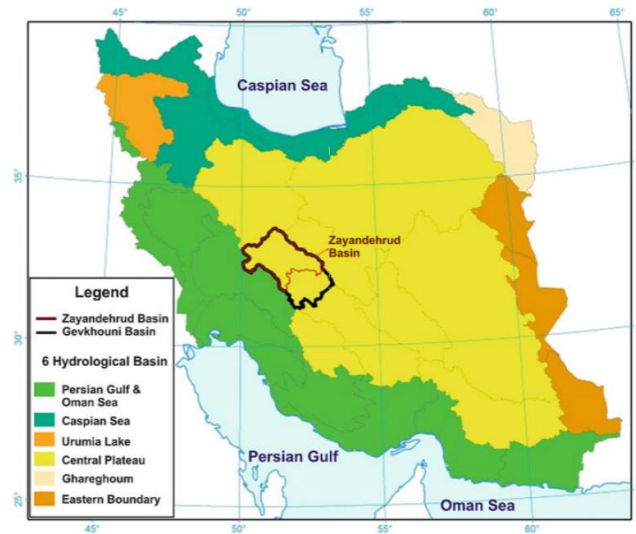 45°
50°
55°
60°
65°
Caspian Sea
35°
Zayandehrud
Basin
Legend
Zayandehrud Basin
Gevkhouni Basin
6 Hydrological Basin
Persian Gulf &
Oman Sea
Caspian Sea
Urumia Lake
Central Plateau
Ghareghoum
Eastern Boundary
30°
Persian Gulf
25°
Oman Sea
45°
50°
55°
60°